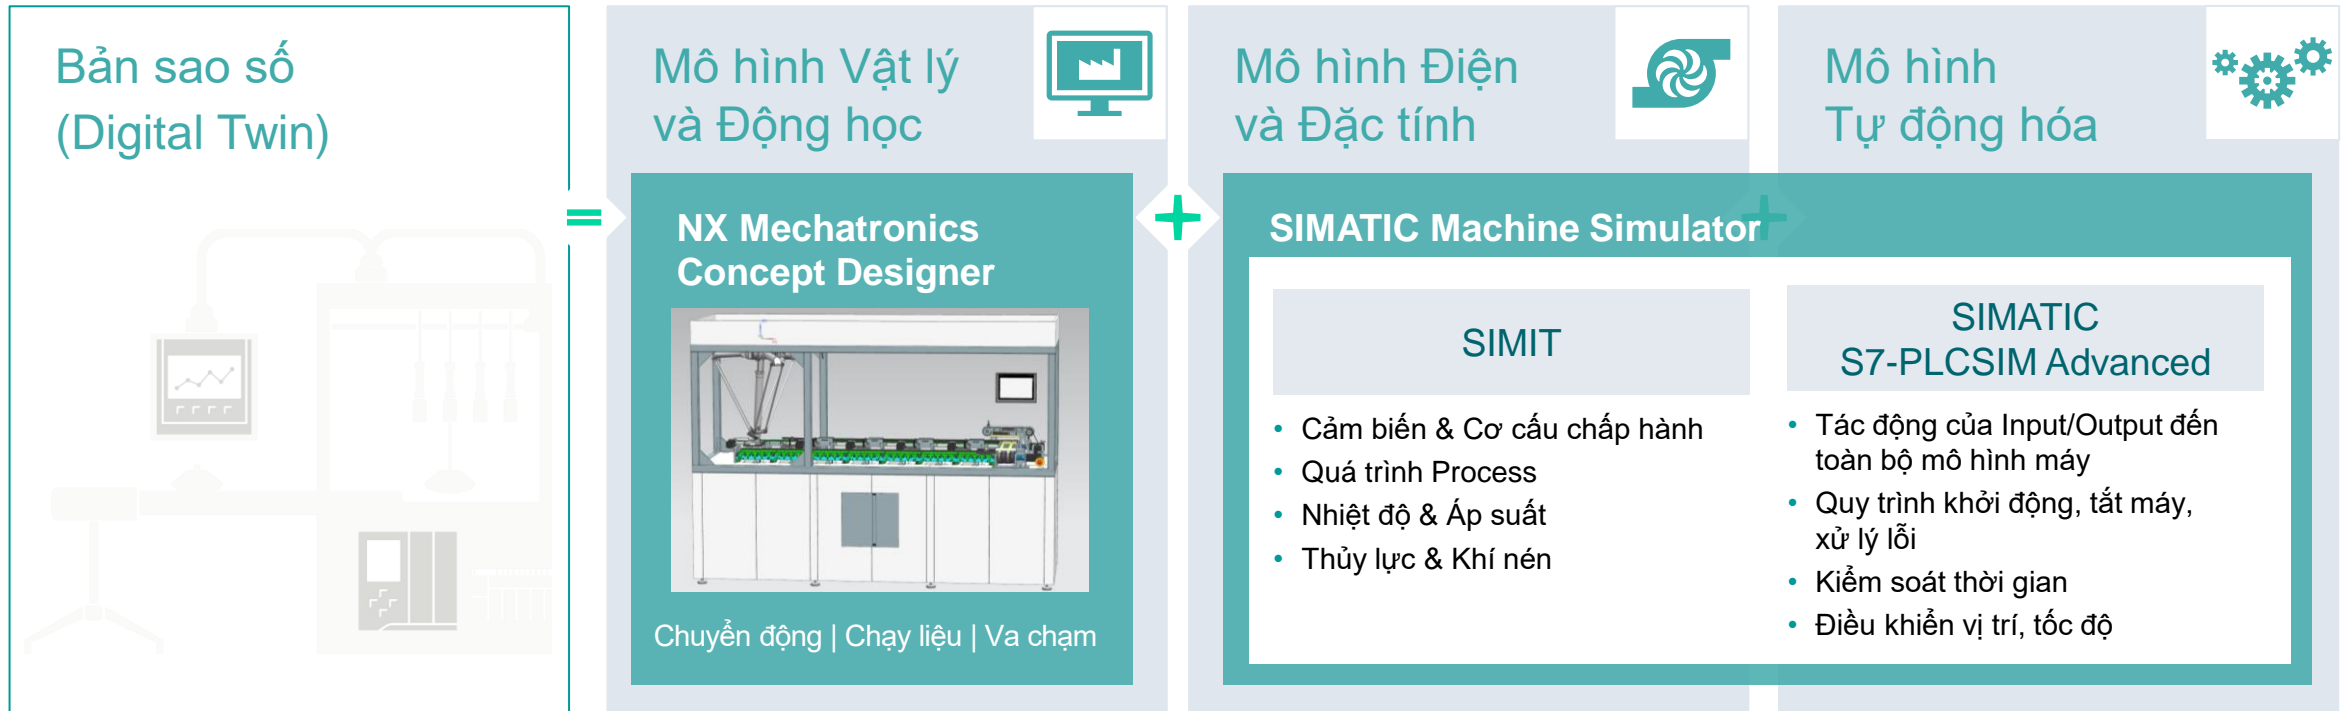 Bản sao số
(Digital Twin)
=
Mô hình Vật lý
và Động học
NX Mechatronics
Concept Designer
Chuyển động | Chạy liệu | Va chạm
+
Mô hình Điện
và Đặc tính
+
Mô hình
Tự động hóa
SIMATIC Machine Simulator
SIMIT
• Cảm biến & Cơ cấu chấp hành
• Quá trình Process
• Nhiệt độ & Áp suất
• Thủy lực & Khí nén
SIMATIC
S7-PLCSIM Advanced
• Tác động của Input/Output đến
toàn bộ mô hình máy
• Quy trình khởi động, tắt máy,
xử lý lỗi
• Kiểm soát thời gian
• Điều khiển vị trí, tốc độ